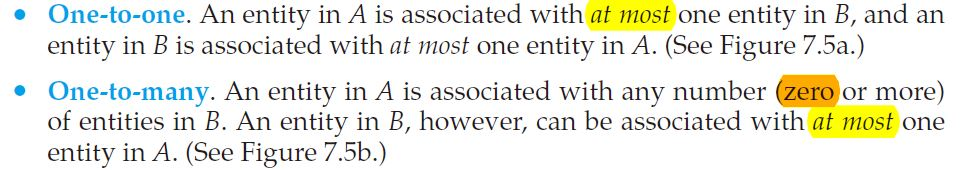 • One-to-one. An entity in A is associated with at most one entity in B, and an
entity in B is associated with at most one entity in A. (See Figure 7.5a.)
• One-to-many. An entity in A is associated with any number (zero or more)
of entities in B. An entity in B, however, can be associated with at most one
entity in A. (See Figure 7.5b.)